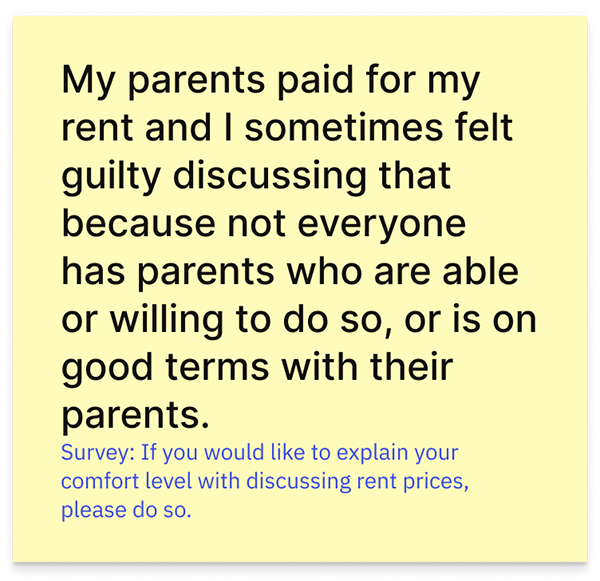 My parents paid for my
rent and I sometimes felt
guilty discussing that
because not everyone
has parents who are able
or willing to do so, or is on
good terms with their
parents.
Survey: If you would like to explain your
comfort level with discussing rent prices,
please do so.